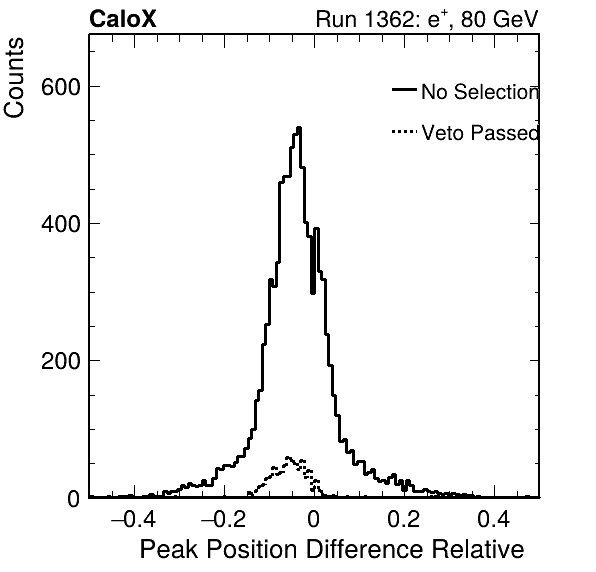 CaloX Run 1362: e⁺, 80 GeV
Counts
600
400
200
0
No Selection
Veto Passed
−0.4 −0.2 0 0.2 0.4
Peak Position Difference Relative